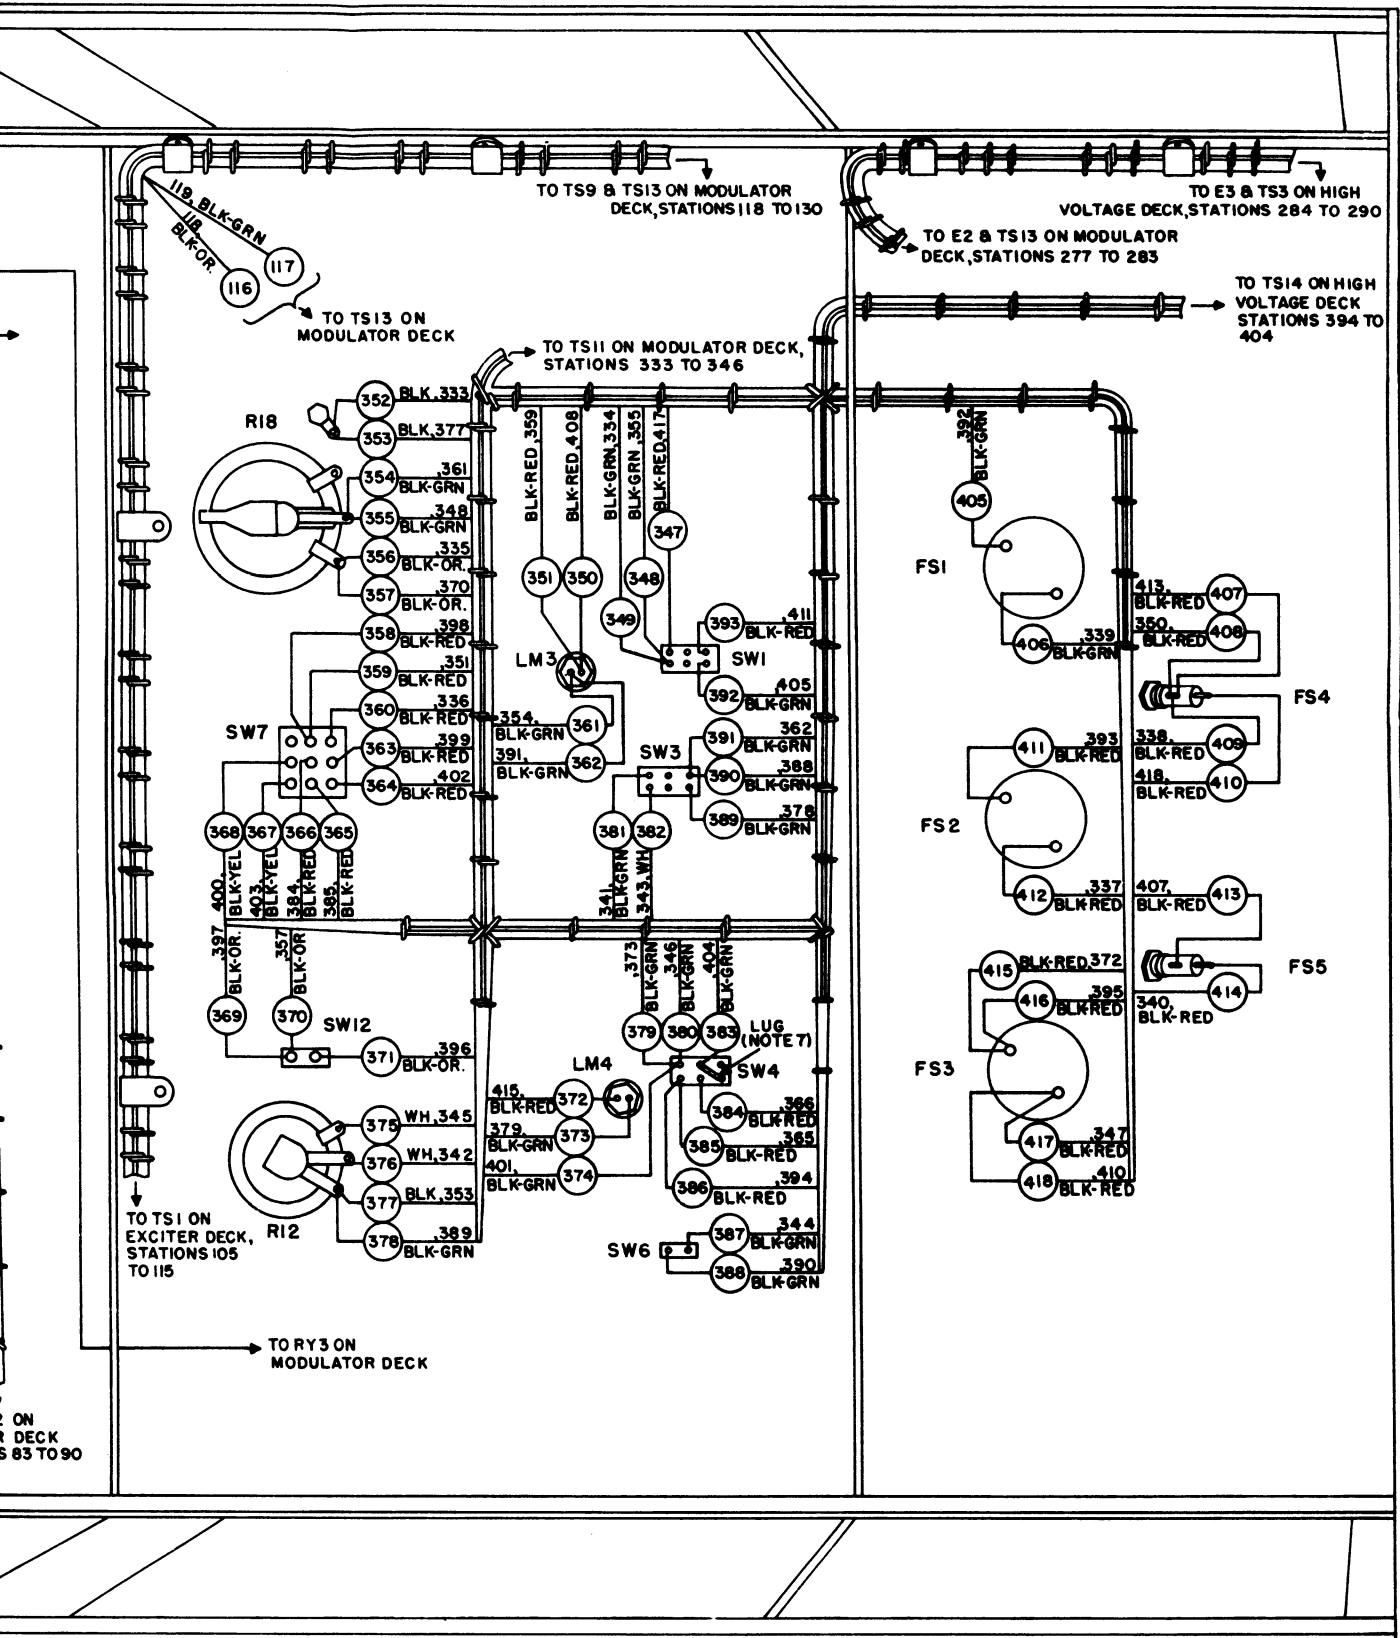 119, BLK-GRN
118,
BLK-OR.
117
116
TO TS13 ON
MODULATOR DECK
TO TS9 & TS13 ON MODULATOR
DECK,STATIONS 118 TO 130
TO E3 & TS3 ON HIGH
VOLTAGE DECK,STATIONS 284 TO 290
TO E2 & TS13 ON MODULATOR
DECK,STATIONS 277 TO 283
TO TS14 ON HIGH
VOLTAGE DECK
STATIONS 394 TO
404
TO TS11 ON MODULATOR DECK,
STATIONS 333 TO 346
R18
352 BLK,333
353 BLK,377
354 ,361
BLK-GRN
355 ,348
BLK-GRN
356 ,335
BLK-OR.
357 ,370
BLK-OR.
358 ,398
BLK-RED
359 ,351
BLK-RED
360 ,336
BLK-RED
363 ,399
BLK-RED
364 ,402
BLK-RED
SW7
368
367
366
365
400,
BLK-YEL
403,
BLK-YEL
384,
BLK-RED
385,
BLK-RED
,397
BLK-OR.
,357
BLK-OR.
369
370
SW12
371 ,396
BLK-OR.
375 WH,345
376 WH,342
377 BLK,353
378 ,389
BLK-GRN
R12
BLK-RED,359
BLK-RED,408
BLK-GRN,334
BLK-GRN,355
BLK-RED,417
347
351
350
348
349
LM3
354, 361
BLK-GRN
391, 362
BLK-GRN
393 ,411
BLK-RED
SW1
392 ,405
BLK-GRN
391 362
BLK-GRN
SW3
390 ,388
BLK-GRN
389 ,378
BLK-GRN
381
382
341,
BLK-GRN
343,WH
,373
BLK-GRN
,346
BLK-GRN
,404
BLK-GRN
379
380
383
LUG
(NOTE 7)
SW4
LM4
415, 372
BLK-RED
379, 373
BLK-GRN
401, 374
BLK-GRN
384 ,366
BLK-RED
385 ,365
BLK-RED
386 ,394
BLK-RED
387 ,344
BLK-GRN
SW6
388 ,390
BLK-GRN
,392
BLK-GRN
405
FS1
406 ,339
BLK-GRN
413, 407
BLK-RED
350, 408
BLK-RED
FS4
411 ,393
BLK-RED
338, 409
BLK-RED
418, 410
BLK-RED
FS2
412 ,337
BLK-RED
407, 413
BLK-RED
415 BLK-RED,372
FS5
416 ,395
BLK-RED
340, 414
BLK-RED
FS3
417 ,347
BLK-RED
418 ,410
BLK-RED
TO TS1 ON
EXCITER DECK,
STATIONS 105
TO 115
TO RY3 ON
MODULATOR DECK
2 ON
R DECK
S 83 TO 90